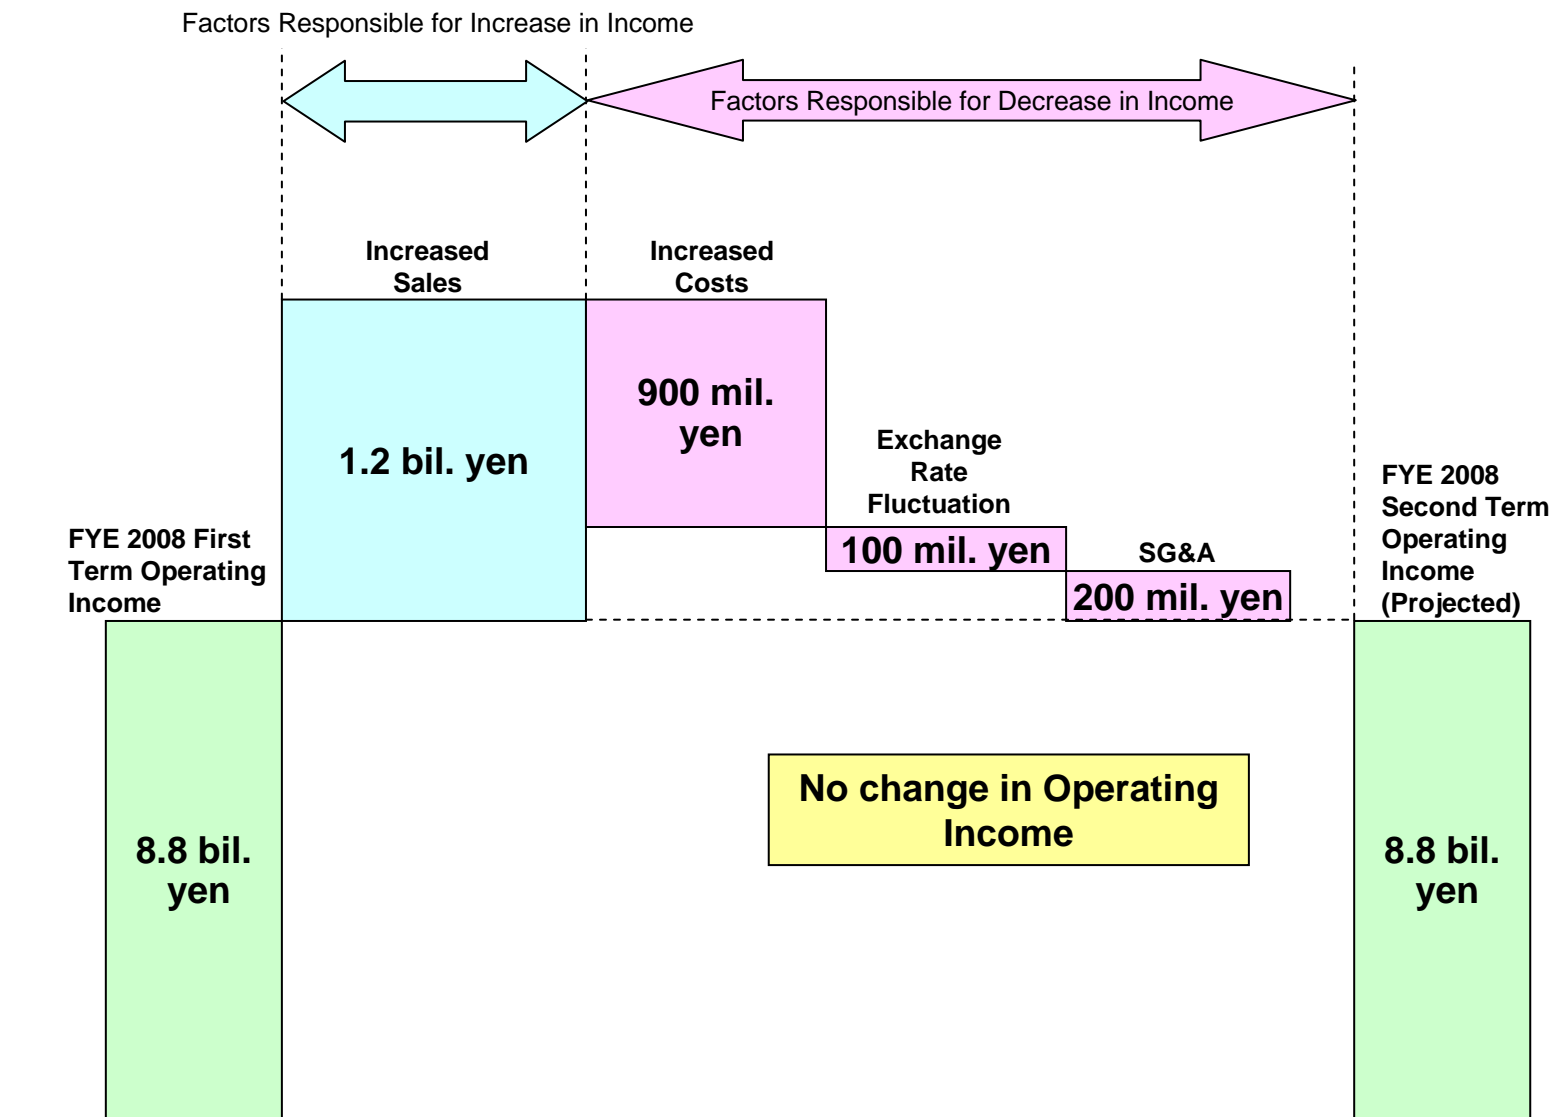 Factors Responsible for Increase in Income
Factors Responsible for Decrease in Income
Increased
Sales
Increased
Costs
900 mil.
yen
1.2 bil. yen
Exchange
Rate
Fluctuation
100 mil. yen
SG&A
200 mil. yen
FYE 2008 First
Term Operating
Income
FYE 2008
Second Term
Operating
Income
(Projected)
No change in Operating
Income
8.8 bil.
yen
8.8 bil.
yen